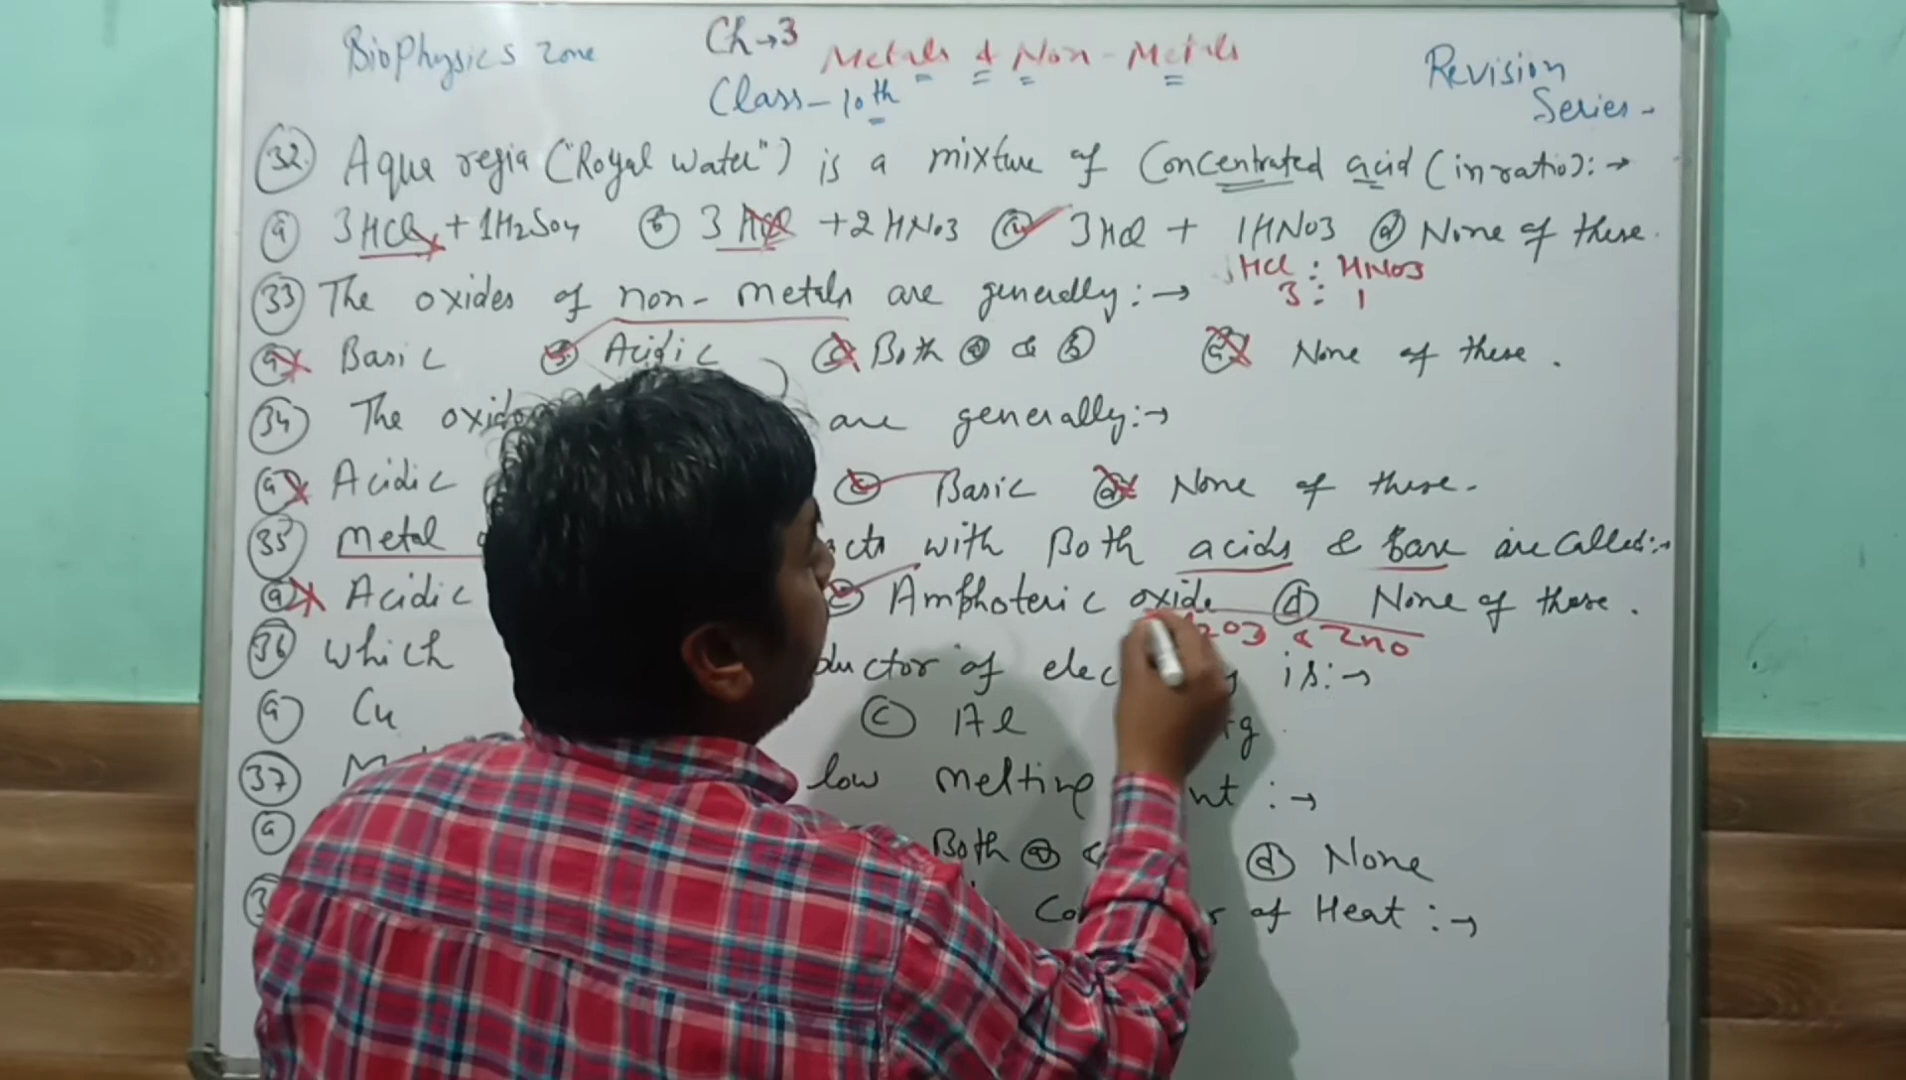 BioPhysics Zone
Ch→3 Metals & Non-Metals
Class-10th
Revision Series-
32. Aqua regia ("Royal Water") is a mixture of Concentrated acid (in ratio):→
a 3HCl + 1H2SO4 b 3 HCl + 2HNO3 3HCl + 1HNO3 d None of these.
HCl : HNO3
3 : 1
33 The oxides of non-metals are generally:→
a Basic b Acidic c Both a & b d None of these.
34 The are generally:→
a Acidic c Basic d None of these-
35 Metal with Both acids & base are called:→
a Acidic c Amphoteric oxide d None of these.
2O3 & ZnO
36 Which ductor of elec is:→
a Cu c Al g
37 low melting nt :→
a Both a & d None
3 Co of Heat :→